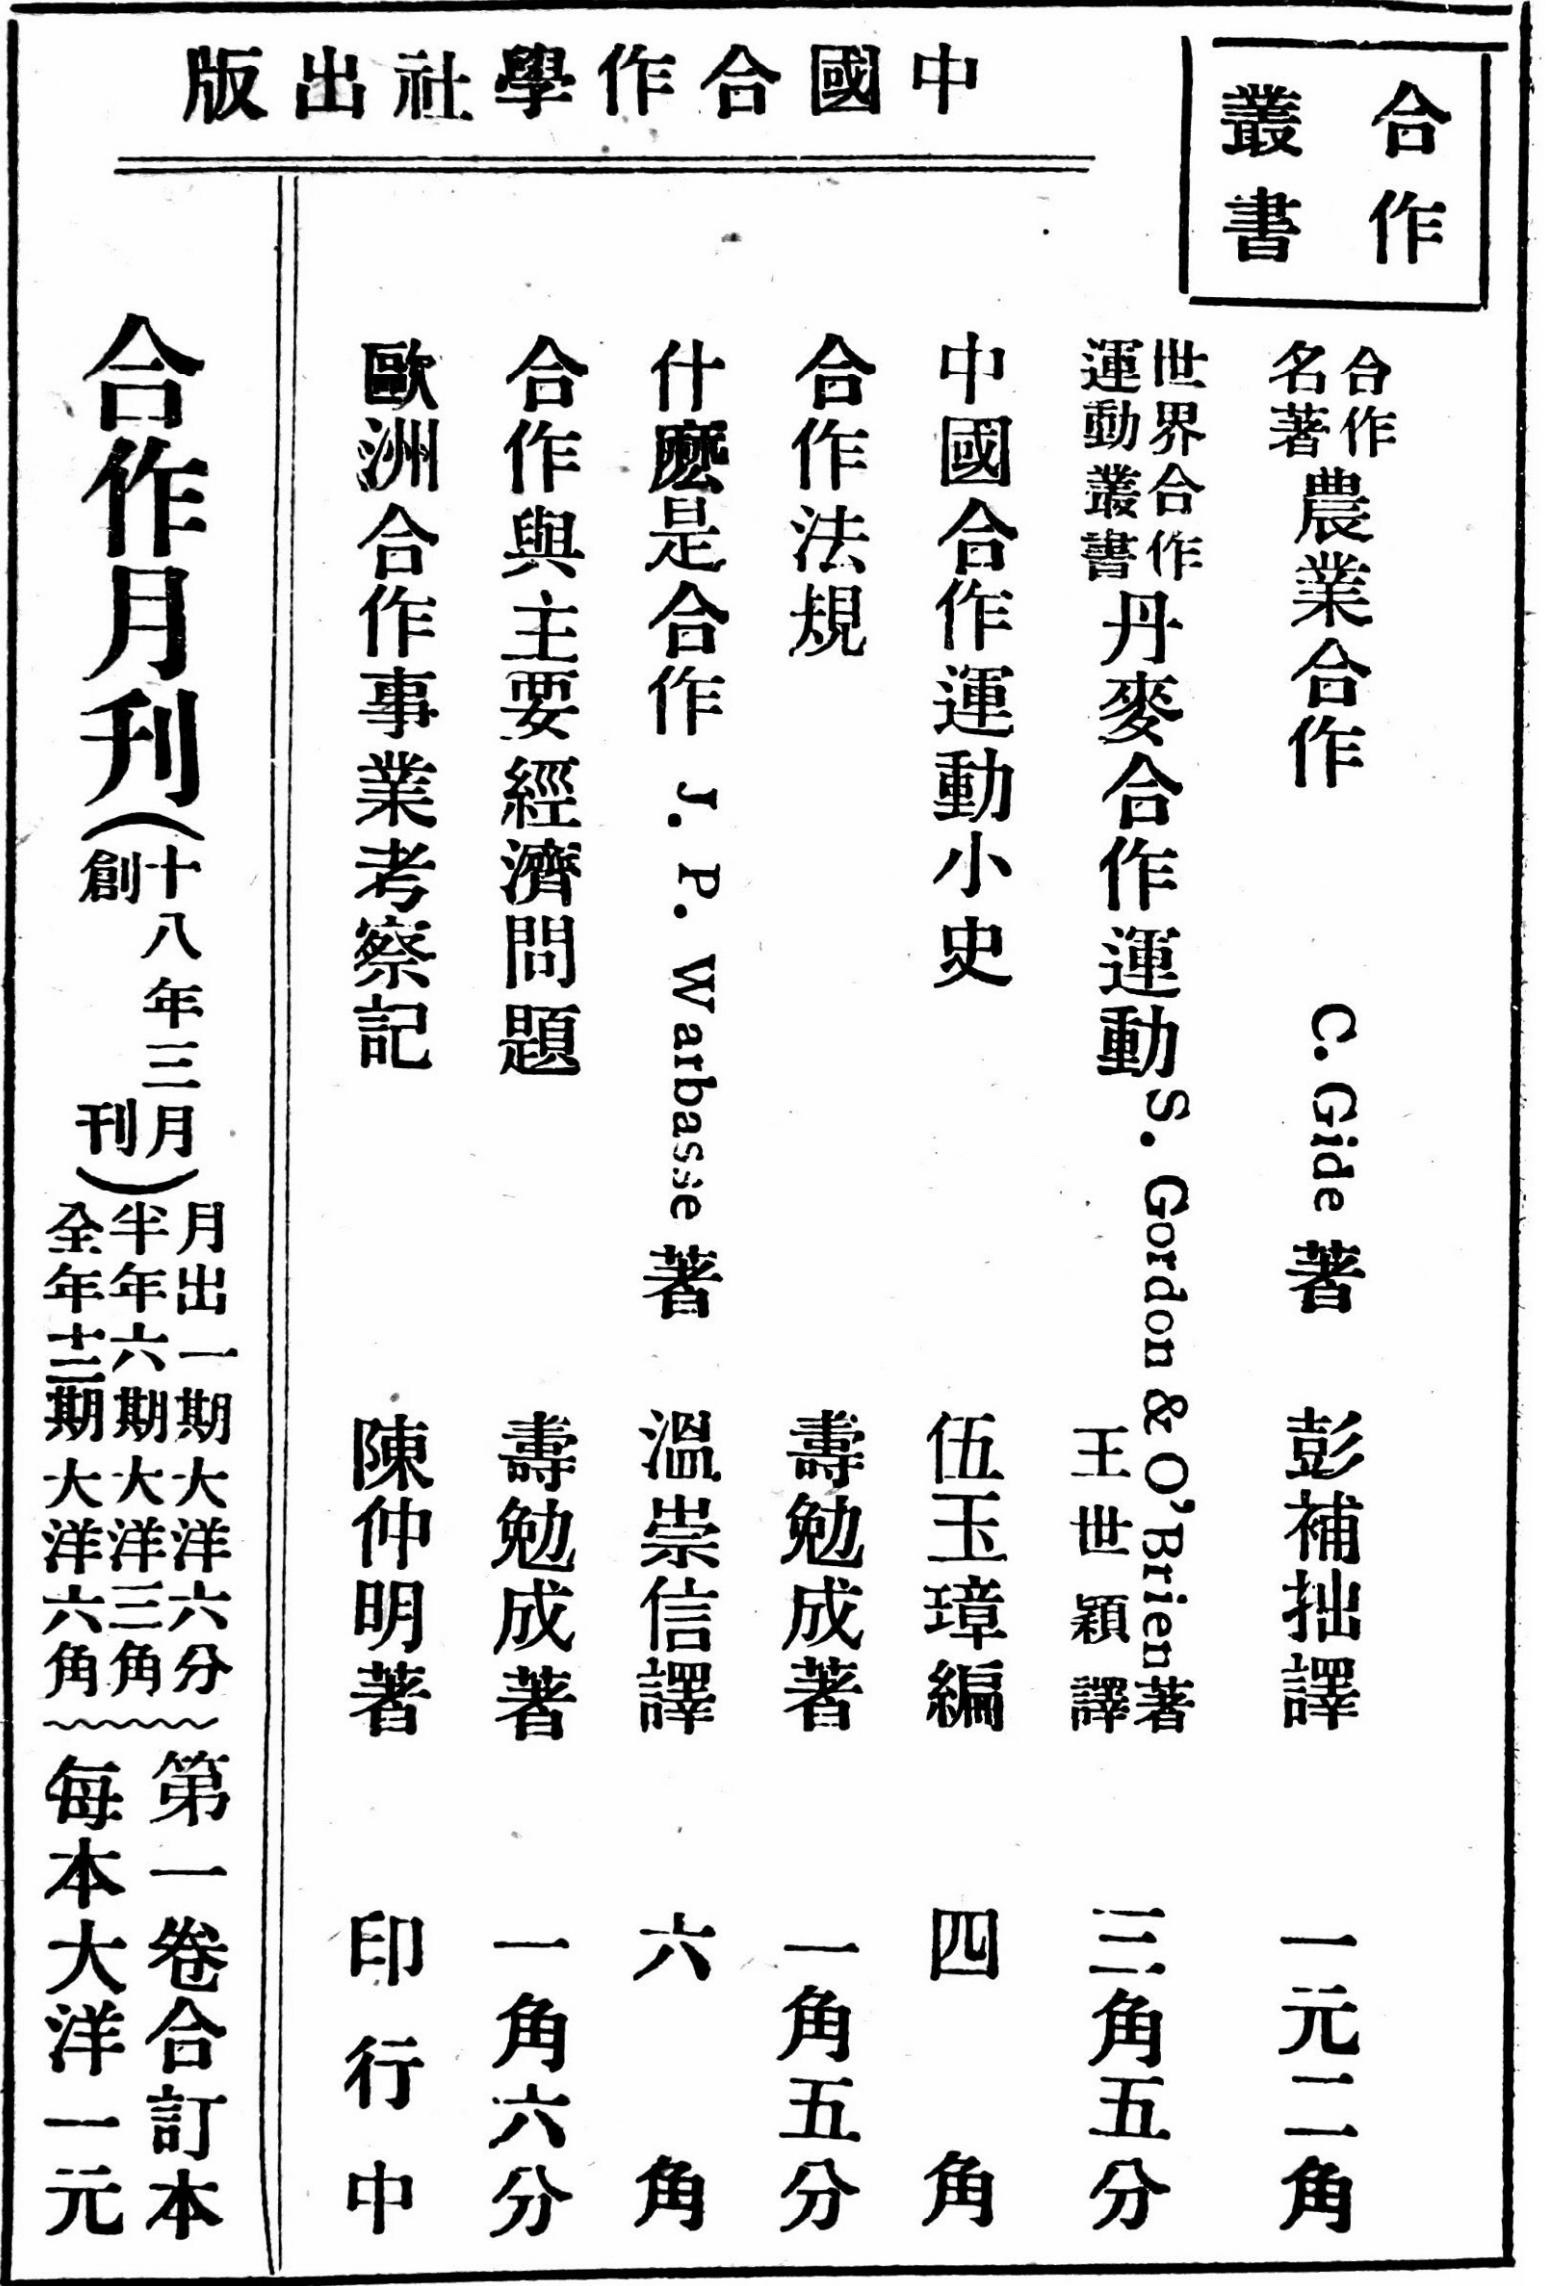 合作
叢書
中國合作學社出版
合作
名著
農業合作 C. Gide 著 彭補拙譯 一元二角
世界合作
運動叢書
丹麥合作運動 S. Gordon & O'Brien著
王世穎譯 三角五分
中國合作運動小史 伍玉璋編 四角
合作法規 壽勉成著 一角五分
什麽是合作 J. P. Warbasse 著 溫崇信譯 六角
合作與主要經濟問題 壽勉成著 一角六分
歐洲合作事業考察記 陳仲明著 印行中
合作月刊(十八年三月
創刊)
月出一期大洋六分
半年六期大洋三角
全年十二期大洋六角
第一卷合訂本
每本大洋一元